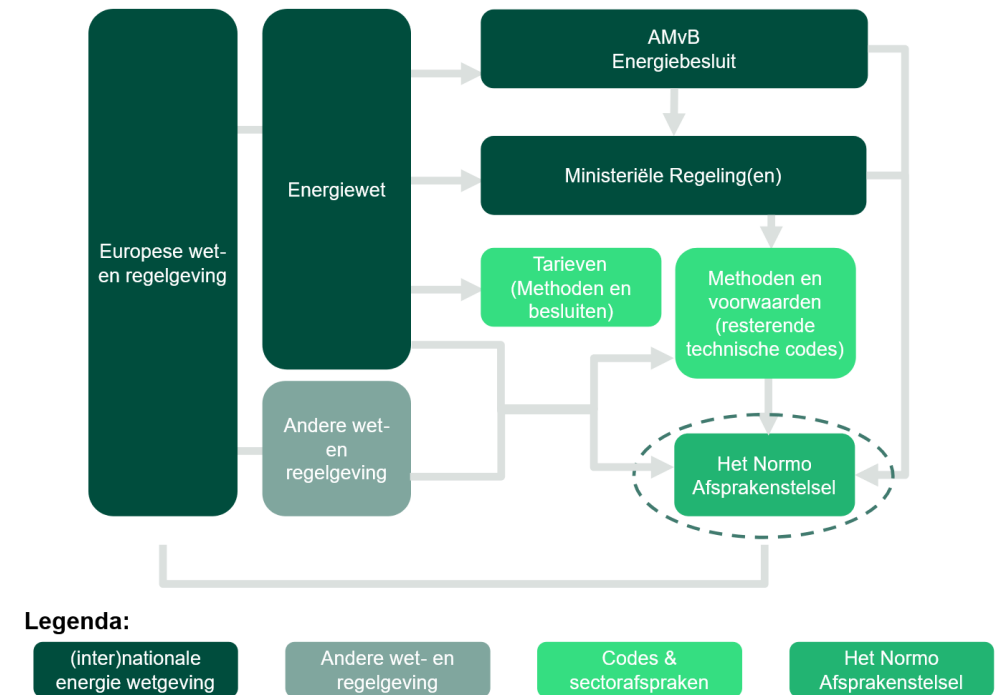 Europese wet-
en regelgeving
Energiewet
Andere wet-
en
regelgeving
AMvB
Energiebesluit
Ministeriële Regeling(en)
Tarieven
(Methoden en
besluiten)
Methoden en
voorwaarden
(resterende
technische codes)
Het Normo
Afsprakenstelsel
Legenda:
(inter)nationale
energie wetgeving
Andere wet- en
regelgeving
Codes &
sectorafspraken
Het Normo
Afsprakenstelsel